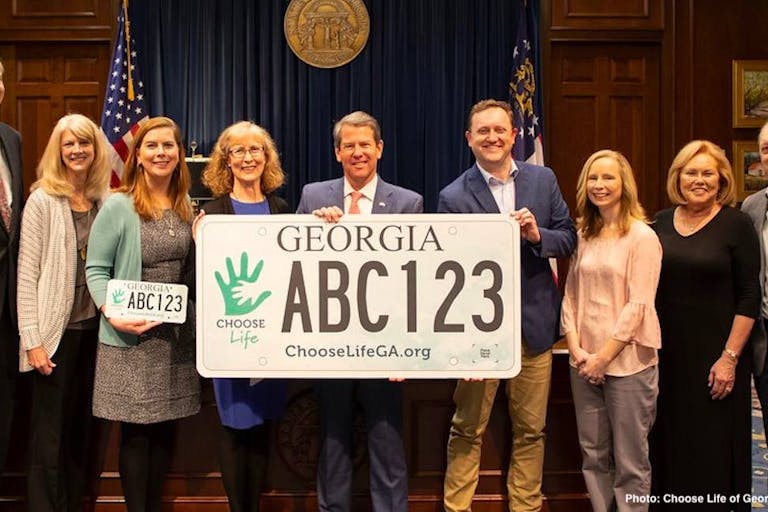 GEORGIA
ABC123
CHOOSE
Life
ChooseLifeGA.org
GEORGIA
ABC123
Photo: Choose Life of Geor